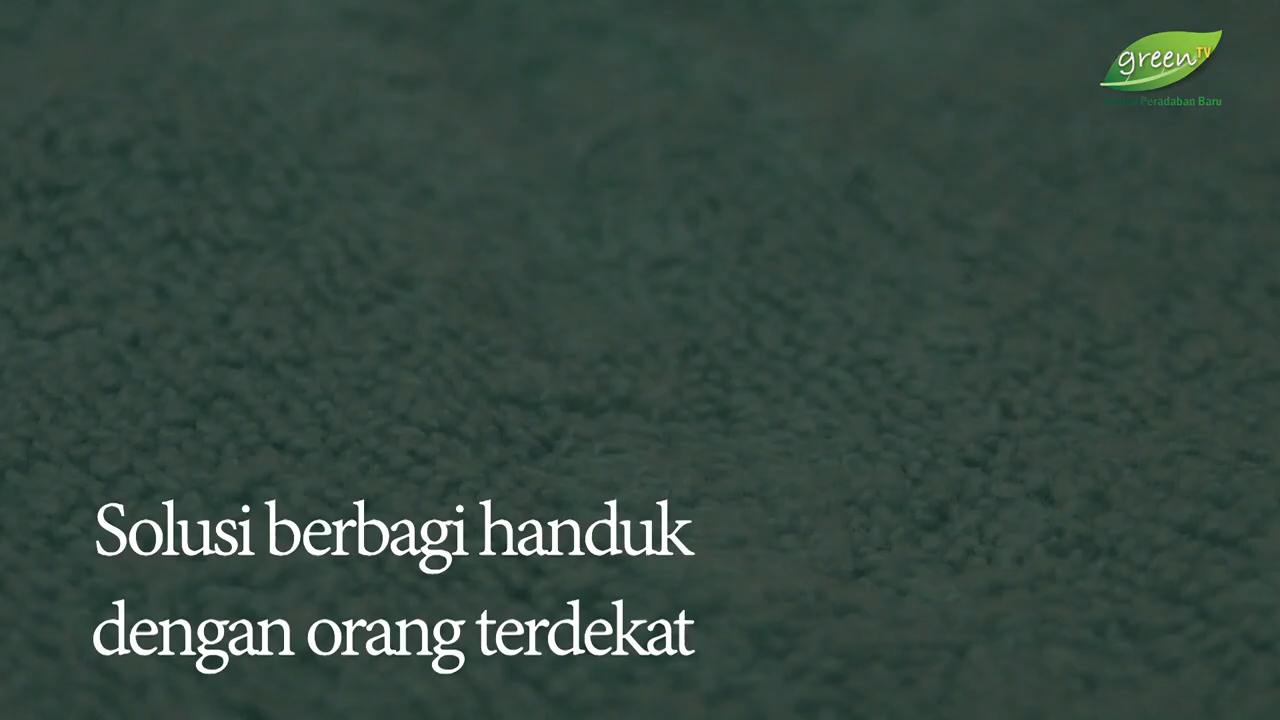 green TV
Peradaban Baru
Solusi berbagi handuk
dengan orang terdekat